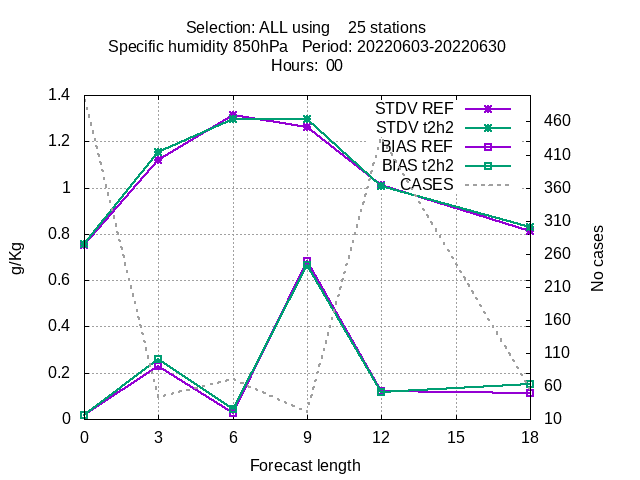 Selection: ALL using    25 stations
Specific humidity 850hPa   Period: 20220603-20220630
Hours:  00
1.4
1.2
1
0.8
0.6
0.4
0.2
0
g/Kg
STDV REF
STDV t2h2
BIAS REF
BIAS t2h2
CASES
460
410
360
310
260
210
160
110
60
10
No cases
0 3 6 9 12 15 18
Forecast length